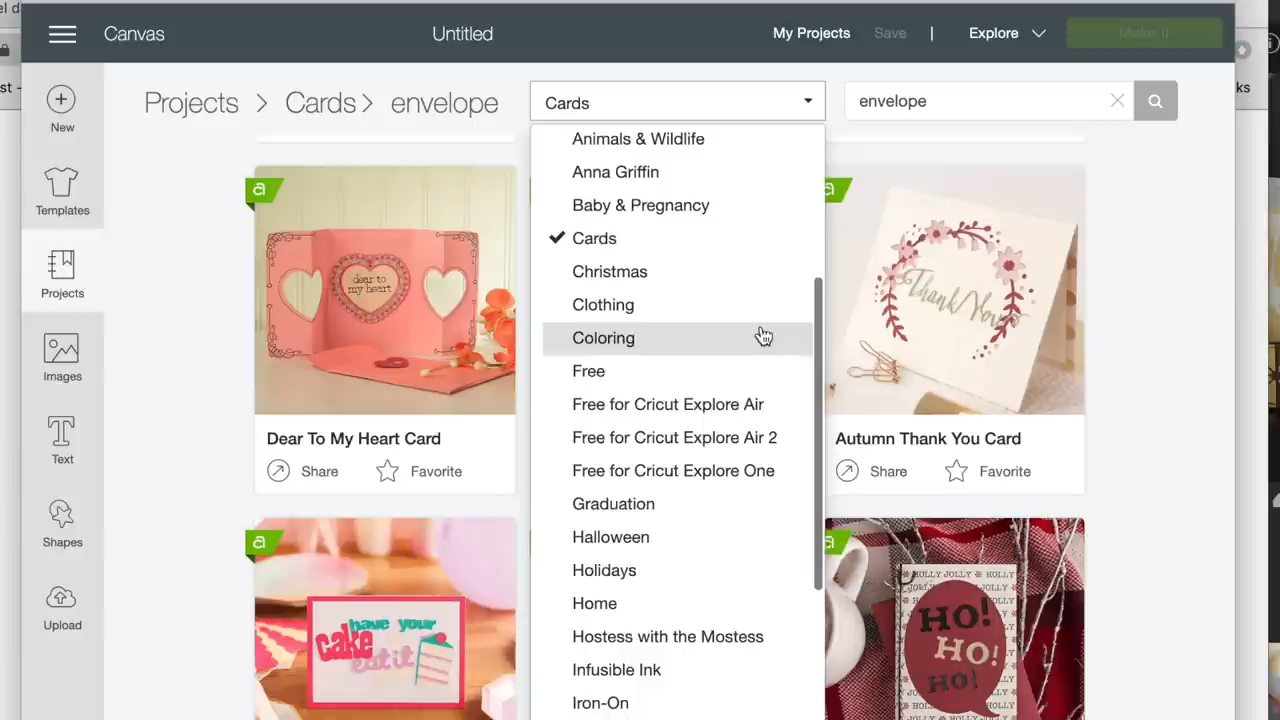 Canvas
Untitled
My Projects
Save
|
Explore
Make It
New
Templates
Projects
Images
Text
Shapes
Upload
Projects > Cards > envelope
Cards
envelope
Animals & Wildlife
Anna Griffin
Baby & Pregnancy
Cards
Christmas
Clothing
Coloring
Free
Free for Cricut Explore Air
Free for Cricut Explore Air 2
Free for Cricut Explore One
Graduation
Halloween
Holidays
Home
Hostess with the Mostess
Infusible Ink
Iron-On
a
dear to
my heart
Dear To My Heart Card
Share
Favorite
a
Thank You
Autumn Thank You Card
Share
Favorite
a
have your
cake
eat it
a
HOLLY JOLLY * HOLLY
HO!
HO!
HO!